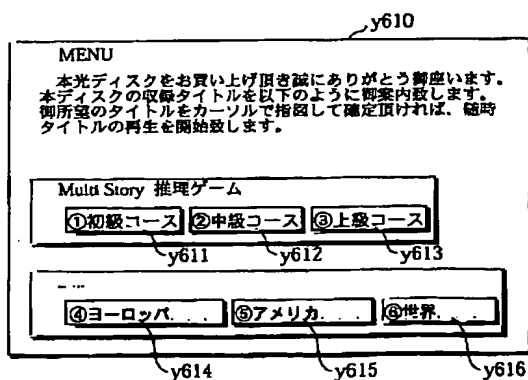 y610
MENU
本光ディスクをお買い上げ頂き誠にありがとう御座います。
本ディスクの収録タイトルを以下のように御案内致します。
御所望のタイトルをカーソルで指図して確定頂ければ、随時
タイトルの再生を開始致します。
Multi Story 推理ゲーム
①初級コース ②中級コース ③上級コース
y611 y612 y613
④ヨーロッパ. . . ⑤アメリカ. . . ⑥世界. . .
y614 y615 y616